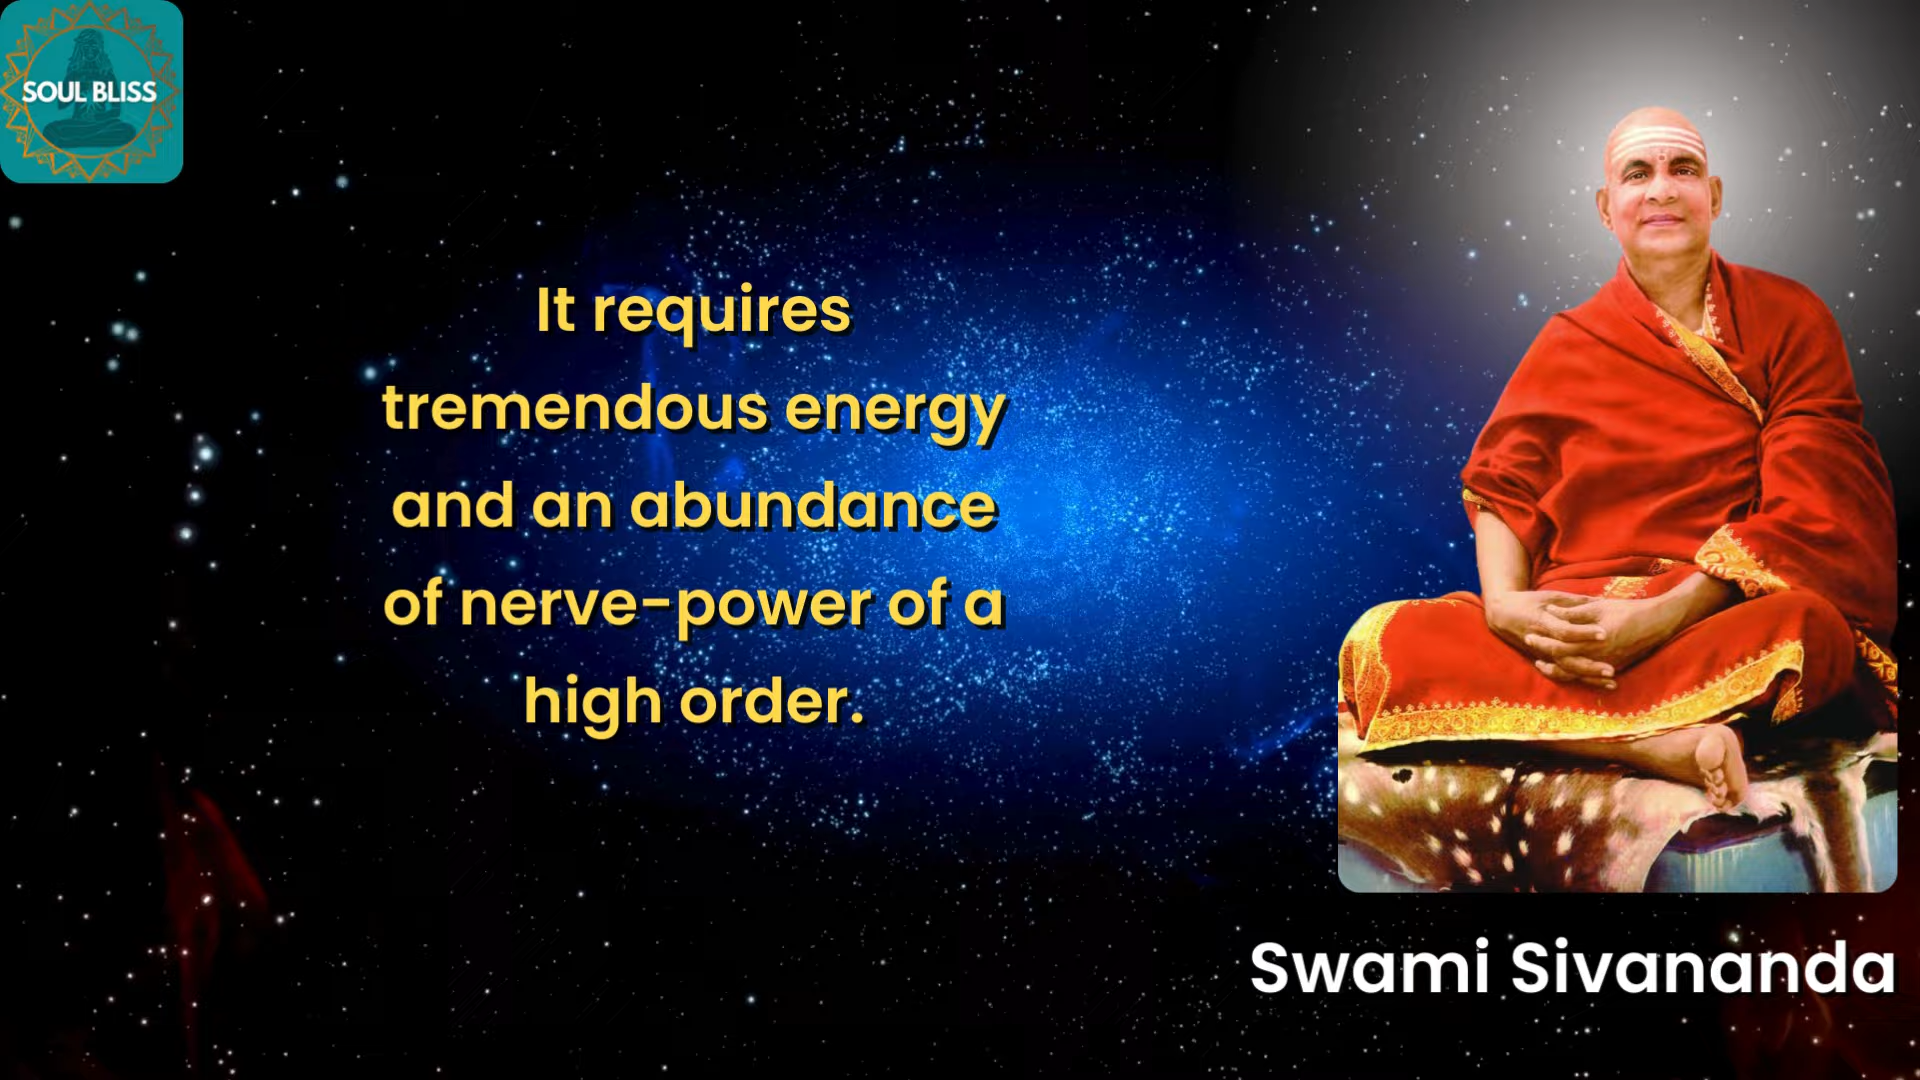 SOUL BLISS
It requires
tremendous energy
and an abundance
of nerve-power of a
high order.
Swami Sivananda